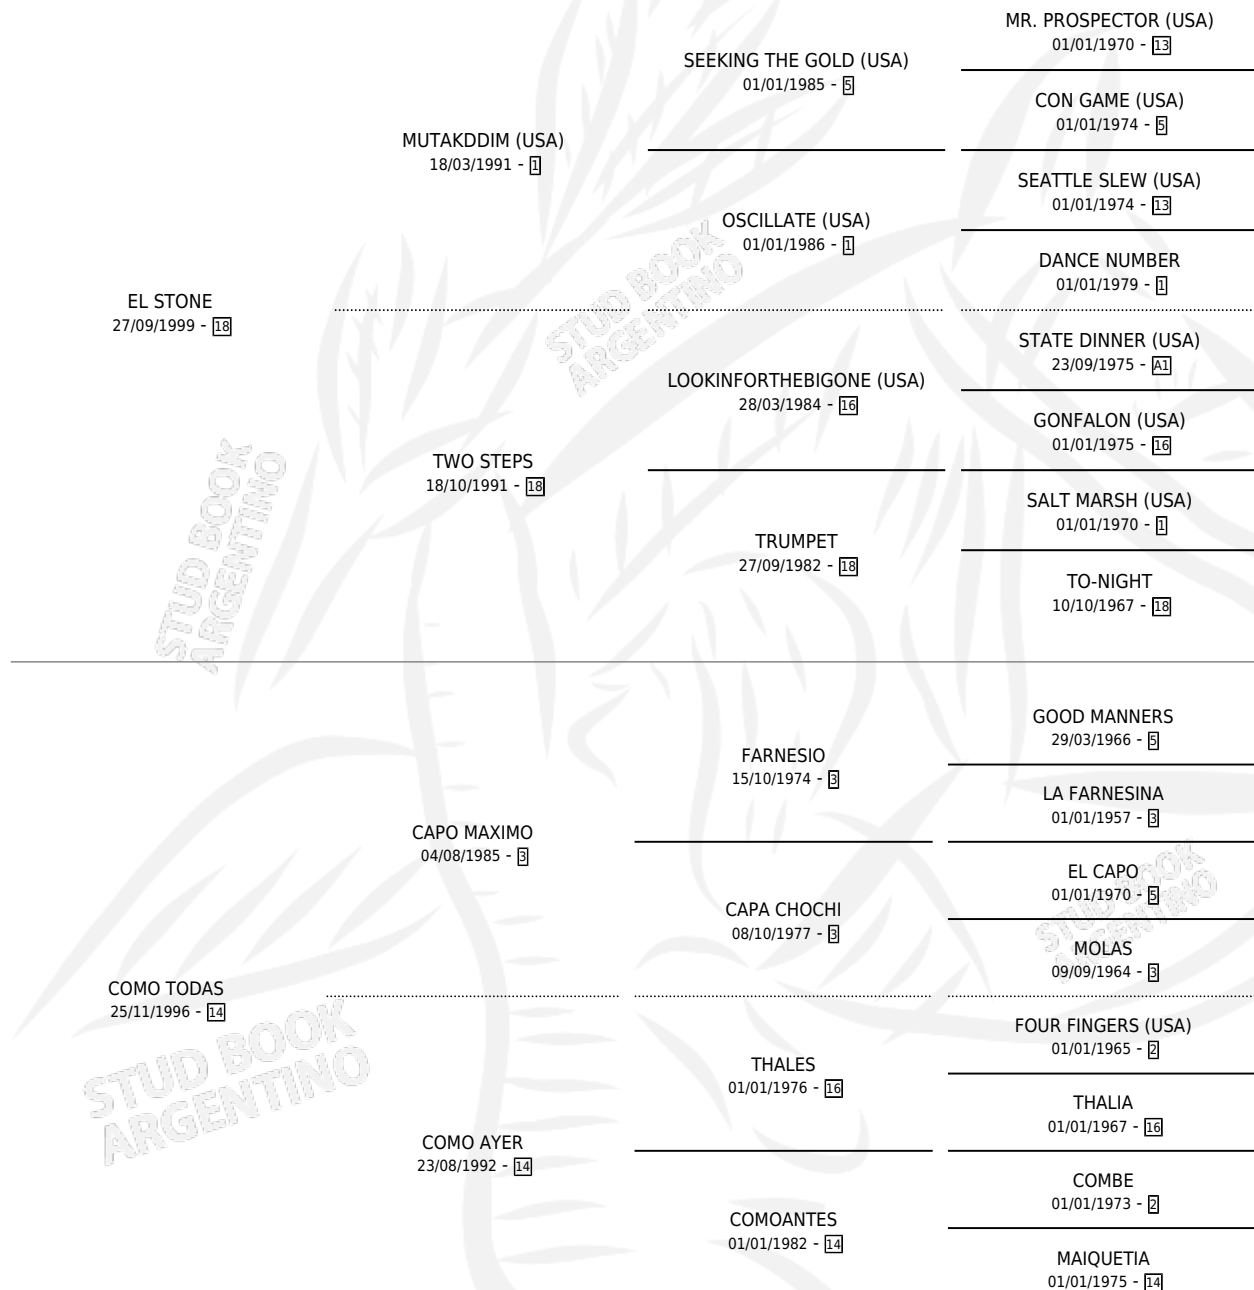 MR. PROSPECTOR (USA)
01/01/1970 - 13
SEEKING THE GOLD (USA)
01/01/1985 - 5
CON GAME (USA)
01/01/1974 - 5
MUTAKDDIM (USA)
18/03/1991 - 1
SEATTLE SLEW (USA)
01/01/1974 - 13
OSCILLATE (USA)
01/01/1986 - 1
DANCE NUMBER
01/01/1979 - 1
EL STONE
27/09/1999 - 18
STATE DINNER (USA)
23/09/1975 - A1
LOOKINFORTHEBIGONE (USA)
28/03/1984 - 16
GONFALON (USA)
01/01/1975 - 16
TWO STEPS
18/10/1991 - 18
SALT MARSH (USA)
01/01/1970 - 1
TRUMPET
27/09/1982 - 18
TO-NIGHT
10/10/1967 - 18
GOOD MANNERS
29/03/1966 - 5
FARNESIO
15/10/1974 - 3
LA FARNESINA
01/01/1957 - 3
CAPO MAXIMO
04/08/1985 - 3
EL CAPO
01/01/1970 - 5
CAPA CHOCHI
08/10/1977 - 3
MOLAS
09/09/1964 - 3
COMO TODAS
25/11/1996 - 14
FOUR FINGERS (USA)
01/01/1965 - 2
THALES
01/01/1976 - 16
THALIA
01/01/1967 - 16
COMO AYER
23/08/1992 - 14
COMBE
01/01/1973 - 2
COMOANTES
01/01/1982 - 14
MAIQUETIA
01/01/1975 - 14
STUD BOOK
ARGENTINO
STUD BOOK
ARGENTINO
STUD BOOK
ARGENTINO
STUD BOOK
ARGENTINO